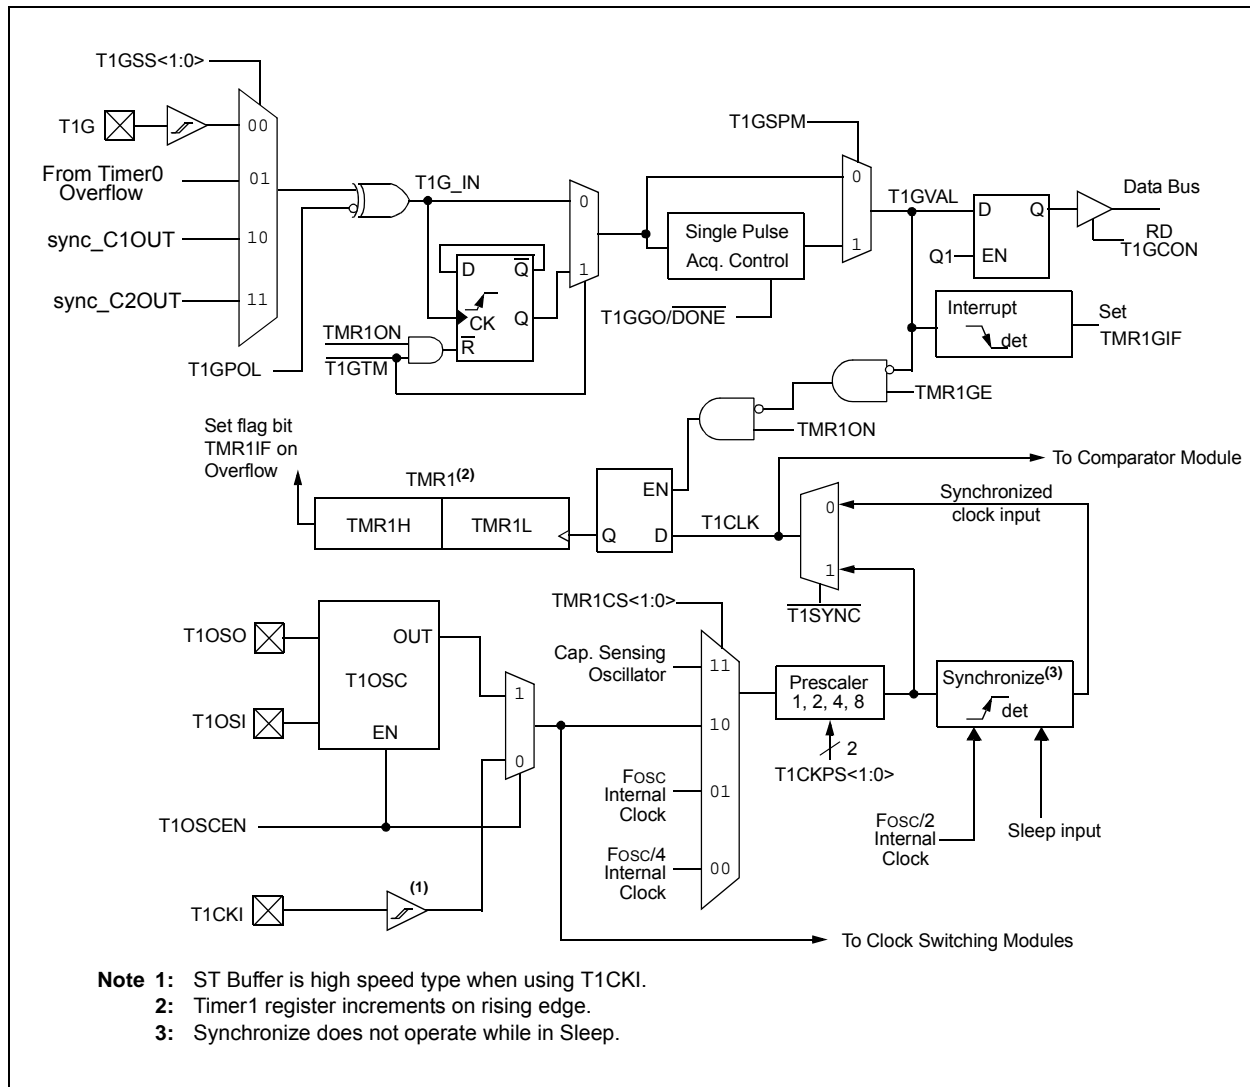 T1GSS<1:0>
T1G
00
From Timer0
Overflow
01
sync_C1OUT
10
sync_C2OUT
11
T1GPOL
T1G_IN
0
1
D
Q̅
CK
Q
R̅
TMR1ON
T1GTM
T1GSPM
0
1
Single Pulse
Acq. Control
T1GGO/D̅O̅N̅E̅
T1GVAL
D
Q
Q1
EN
Data Bus
RD
T1GCON
Interrupt
det
Set
TMR1GIF
TMR1GE
TMR1ON
Set flag bit
TMR1IF on
Overflow
TMR1(2)
TMR1H
TMR1L
EN
Q
D
T1CLK
To Comparator Module
Synchronized
clock input
0
1
T̅1̅S̅Y̅N̅C̅
T1OSO
T1OSI
OUT
T1OSC
EN
1
0
T1OSCEN
T1CKI
(1)
TMR1CS<1:0>
Cap. Sensing
Oscillator
11
10
FOSC
Internal
Clock
01
FOSC/4
Internal
Clock
00
Prescaler
1, 2, 4, 8
2
T1CKPS<1:0>
Synchronize(3)
det
FOSC/2
Internal
Clock
Sleep input
To Clock Switching Modules
Note 1: ST Buffer is high speed type when using T1CKI.
2: Timer1 register increments on rising edge.
3: Synchronize does not operate while in Sleep.